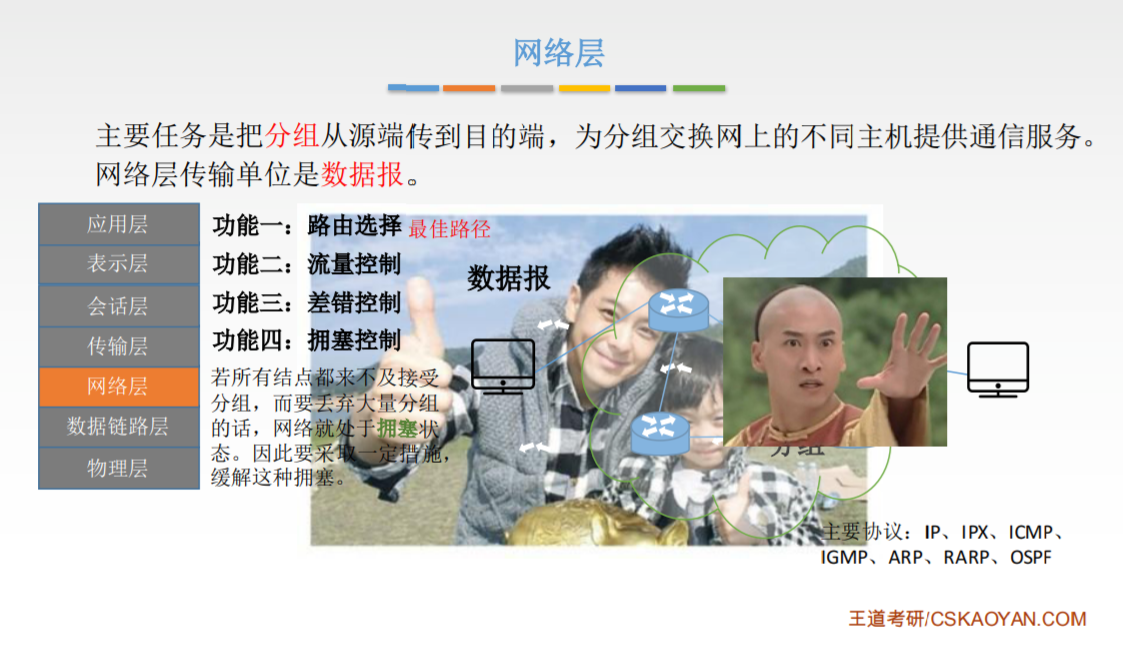 网络层
主要任务是把分组从源端传到目的端，为分组交换网上的不同主机提供通信服务。
网络层传输单位是数据报。
应用层
表示层
会话层
传输层
网络层
数据链路层
物理层
功能一：路由选择 最佳路径
功能二：流量控制
功能三：差错控制
功能四：拥塞控制
若所有结点都来不及接受
分组，而要丢弃大量分组
的话，网络就处于拥塞状
态。因此要采取一定措施，
缓解这种拥塞。
数据报
分组
主要协议：IP、IPX、ICMP、
IGMP、ARP、RARP、OSPF
王道考研/CSKAOYAN.COM